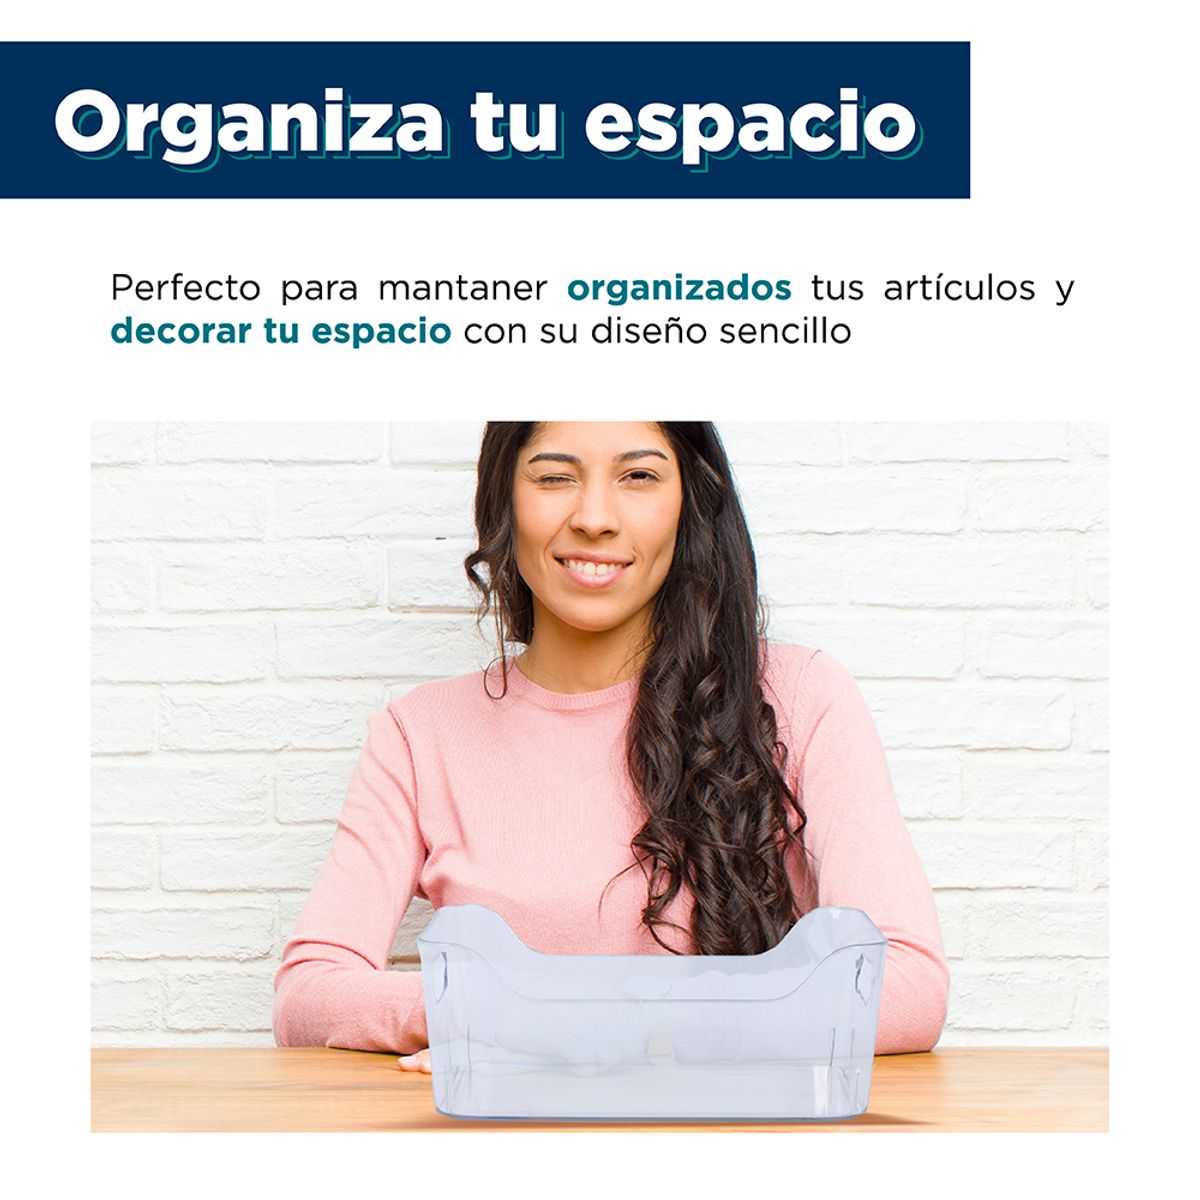 Organiza tu espacio
Perfecto para mantaner organizados tus artículos y
decorar tu espacio con su diseño sencillo